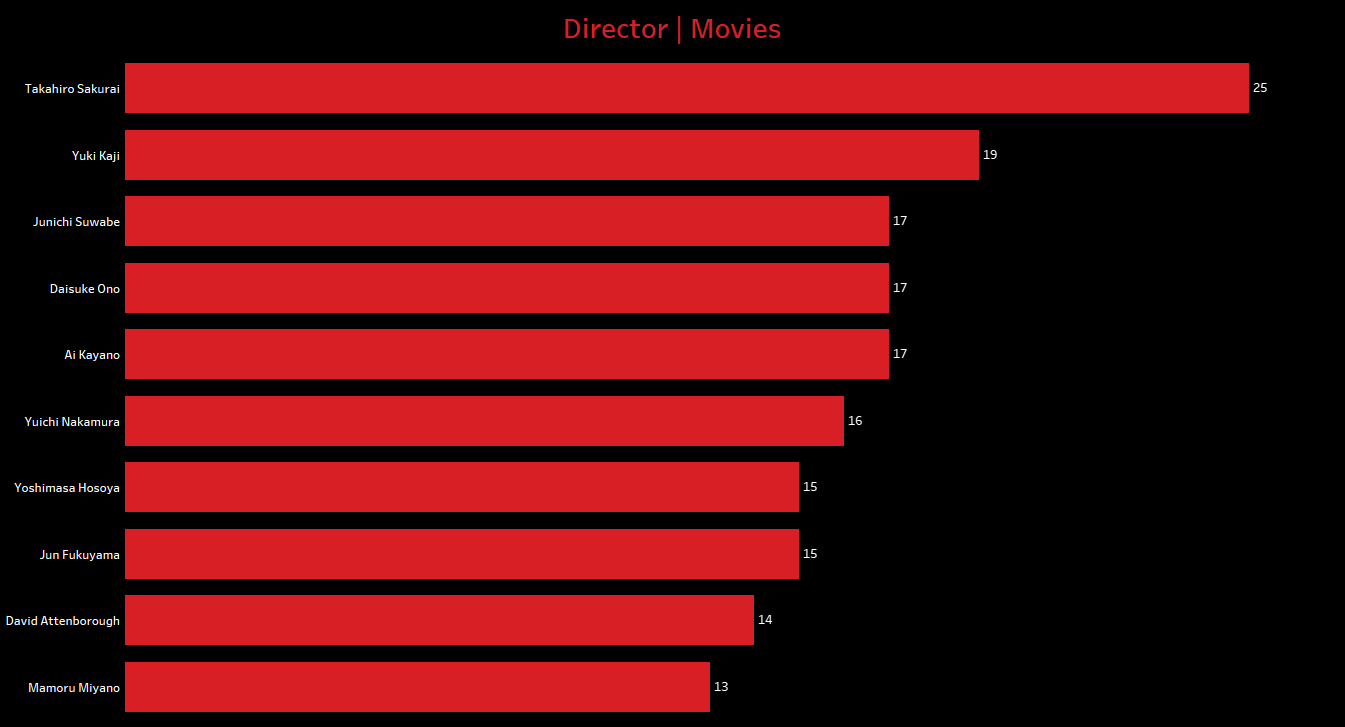 Director | Movies
Takahiro Sakurai 25
Yuki Kaji 19
Junichi Suwabe 17
Daisuke Ono 17
Ai Kayano 17
Yuichi Nakamura 16
Yoshimasa Hosoya 15
Jun Fukuyama 15
David Attenborough 14
Mamoru Miyano 13